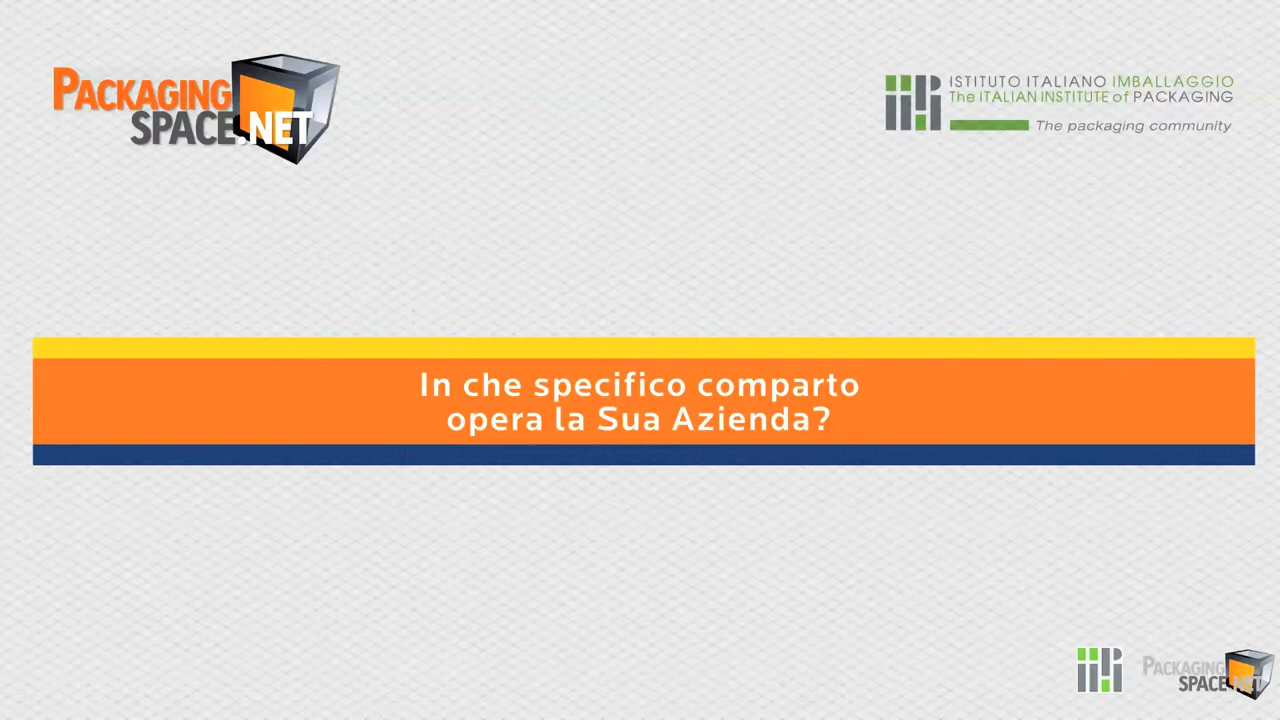 PACKAGING
SPACE.NET
ISTITUTO ITALIANO IMBALLAGGIO
The ITALIAN INSTITUTE of PACKAGING
The packaging community
In che specifico comparto
opera la Sua Azienda?
PACKAGING
SPACE.NET